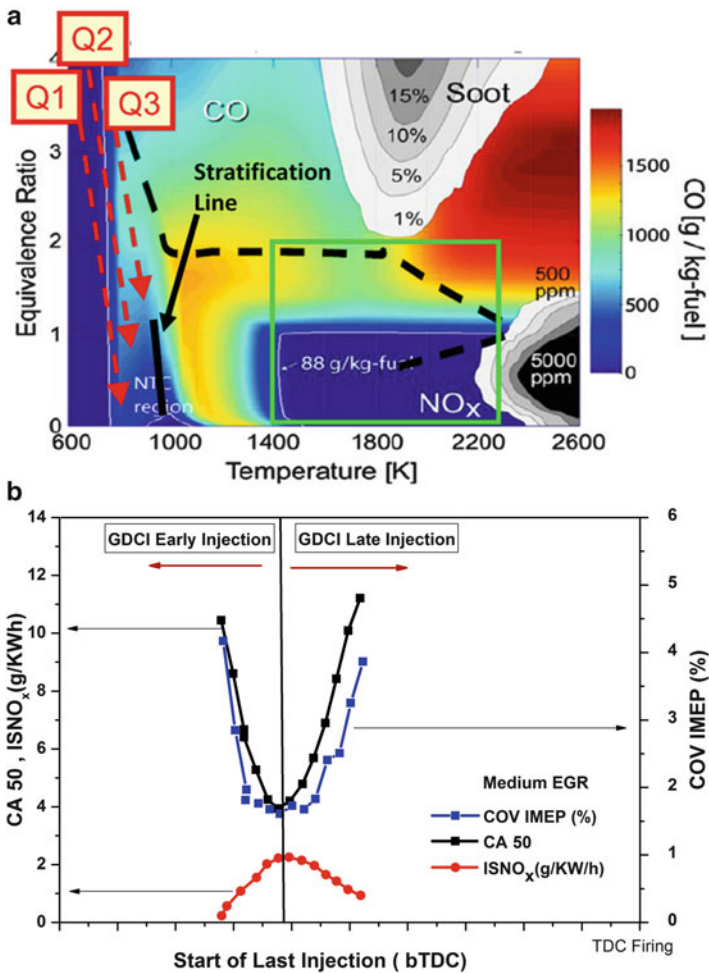 a
Q2
Q1
Q3
CO
Soot
15%
10%
5%
1%
Stratification
Line
500
ppm
5000
ppm
88 g/kg-fuel
NTC
region
NOx
4
3
2
1
0
Equivalence Ratio
600
1000
1400
1800
2200
2600
Temperature [K]
1500
1000
500
0
CO [g / kg-fuel ]
b
GDCI Early Injection
GDCI Late Injection
14
12
10
8
6
4
2
0
CA 50 , ISNOx(g/KWh)
6
5
4
3
2
1
0
COV IMEP (%)
Medium EGR
COV IMEP (%)
CA 50
ISNOx(g/KW/h)
TDC Firing
Start of Last Injection ( bTDC)